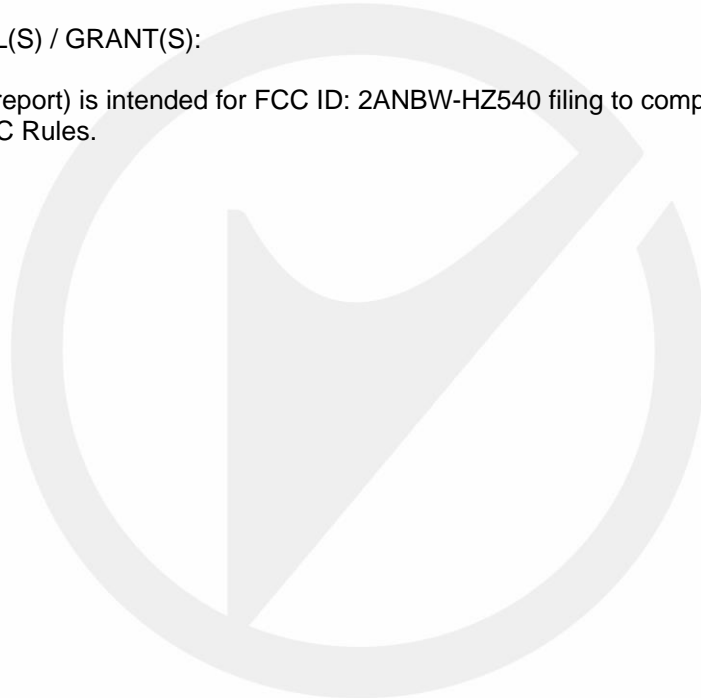 L(S) / GRANT(S):
report) is intended for FCC ID: 2ANBW-HZ540 filing to comp
C Rules.